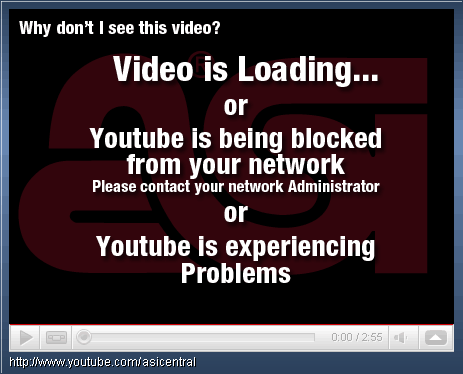 Why don't I see this video?
Video is Loading...
or
Youtube is being blocked
from your network
Please contact your network Administrator
or
Youtube is experiencing
Problems
asi
0:00 / 2:55
http://www.youtube.com/asicentral